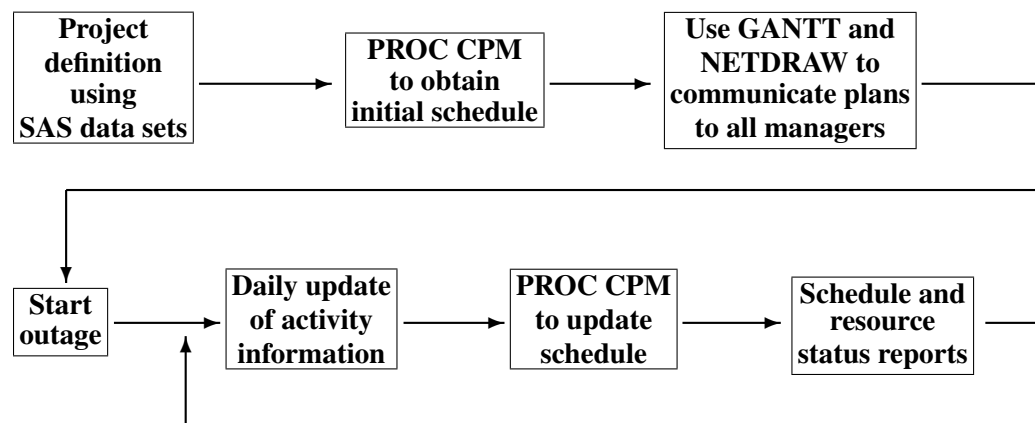 Project
definition
using
SAS data sets
PROC CPM
to obtain
initial schedule
Use GANTT and
NETDRAW to
communicate plans
to all managers
Start
outage
Daily update
of activity
information
PROC CPM
to update
schedule
Schedule and
resource
status reports